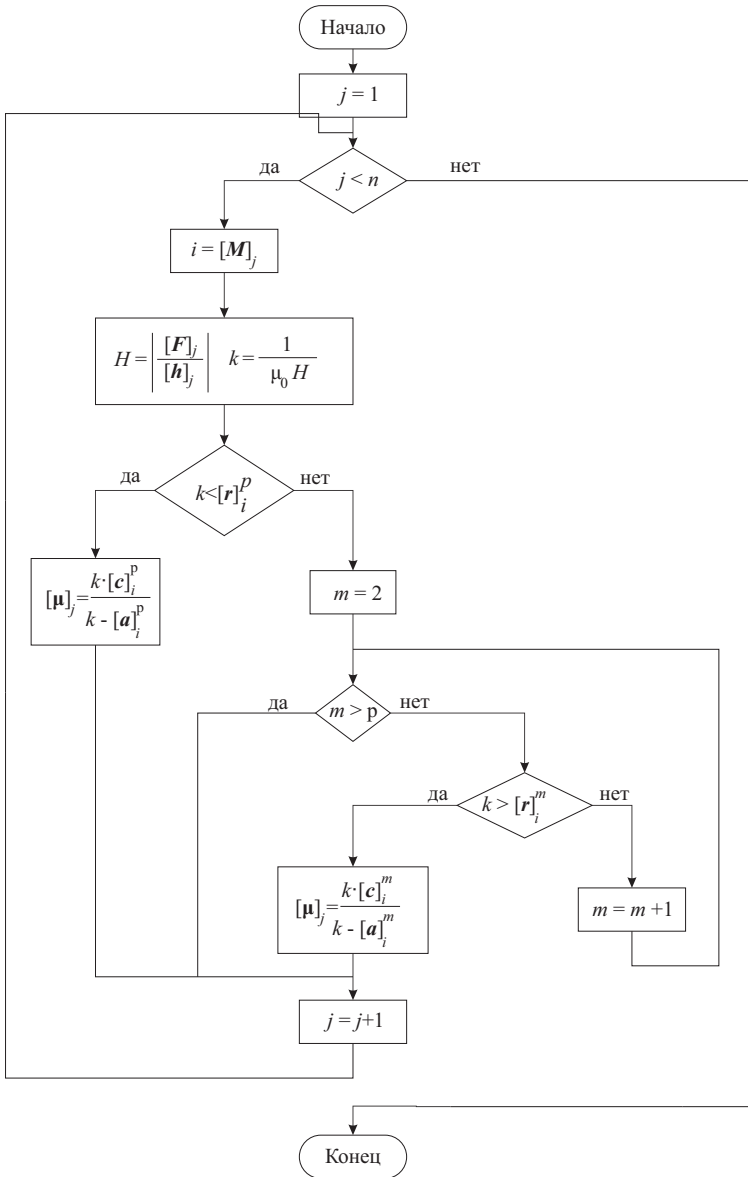 Начало
j = 1
j < n
да
нет
i = [M]_j
H = |[F]_j / [h]_j|   k = 1 / (μ_0 H)
k<[r]_i^p
да
нет
[μ]_j = k·[c]_i^p / (k - [a]_i^p)
m = 2
m > p
да
нет
k > [r]_i^m
да
нет
[μ]_j = k·[c]_i^m / (k - [a]_i^m)
m = m +1
j = j+1
Конец